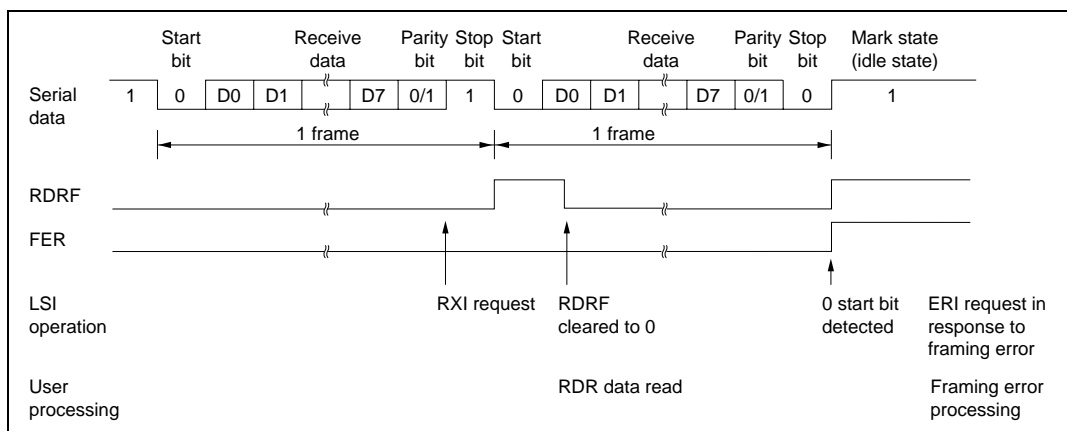 Start bit Receive data Parity bit Stop bit Start bit Receive data Parity bit Stop bit Mark state (idle state)
Serial data 1 0 D0 D1 D7 0/1 1 0 D0 D1 D7 0/1 0 1
1 frame 1 frame
RDRF
FER
LSI operation RXI request RDRF cleared to 0 0 start bit detected ERI request in response to framing error
User processing RDR data read Framing error processing